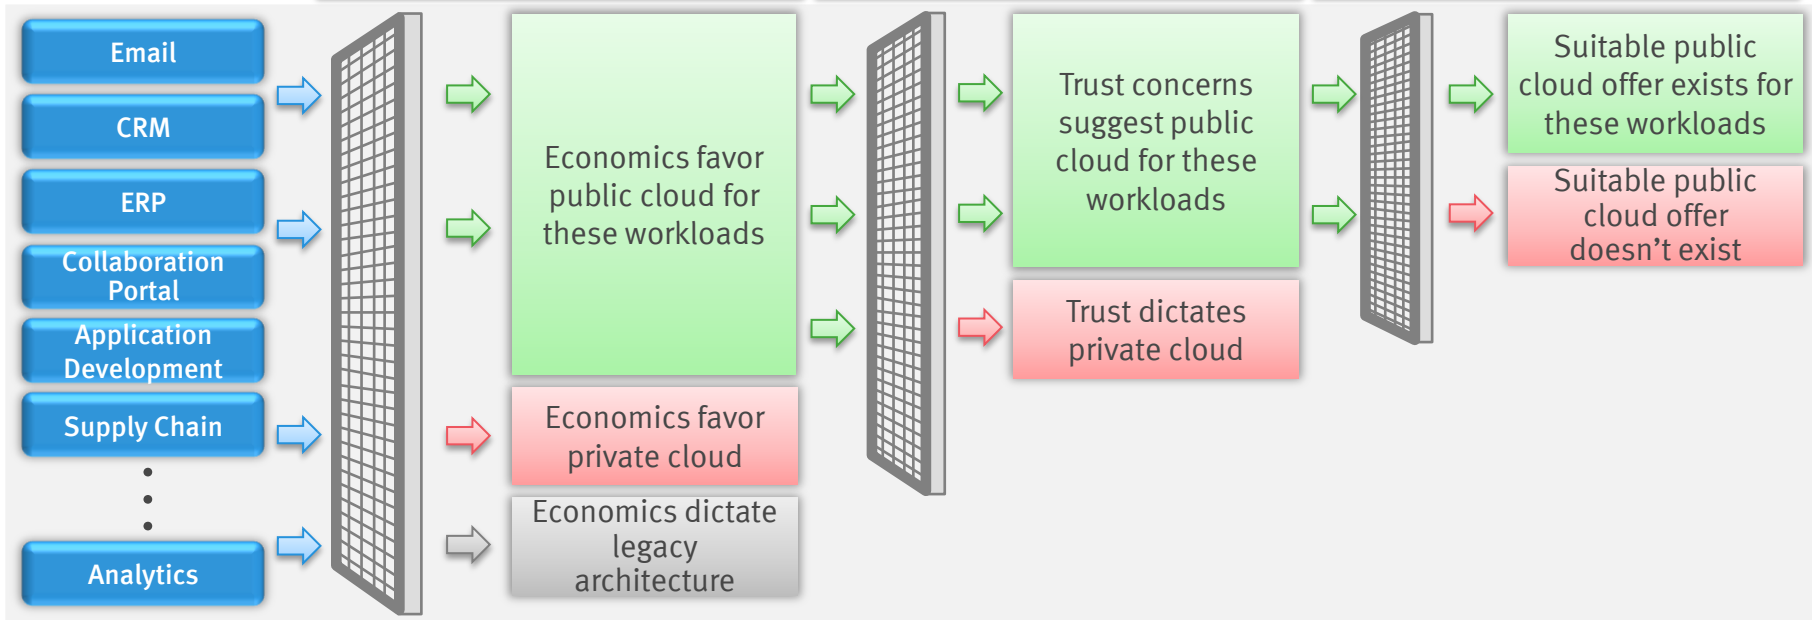 Email
CRM
ERP
Collaboration
Portal
Application
Development
Supply Chain
Analytics
Economics favor
public cloud for
these workloads
Economics favor
private cloud
Economics dictate
legacy
architecture
Trust concerns
suggest public
cloud for these
workloads
Trust dictates
private cloud
Suitable public
cloud offer exists for
these workloads
Suitable public
cloud offer
doesn’t exist